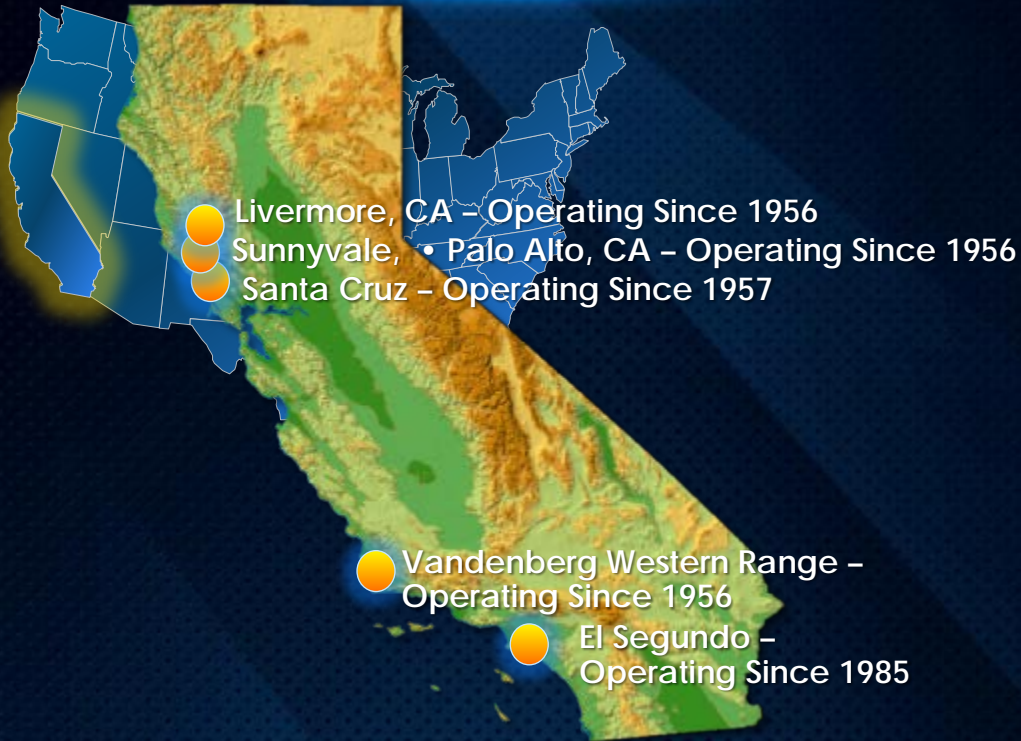 Livermore, CA – Operating Since 1956
Sunnyvale, • Palo Alto, CA – Operating Since 1956
Santa Cruz – Operating Since 1957
Vandenberg Western Range –
Operating Since 1956
El Segundo –
Operating Since 1985